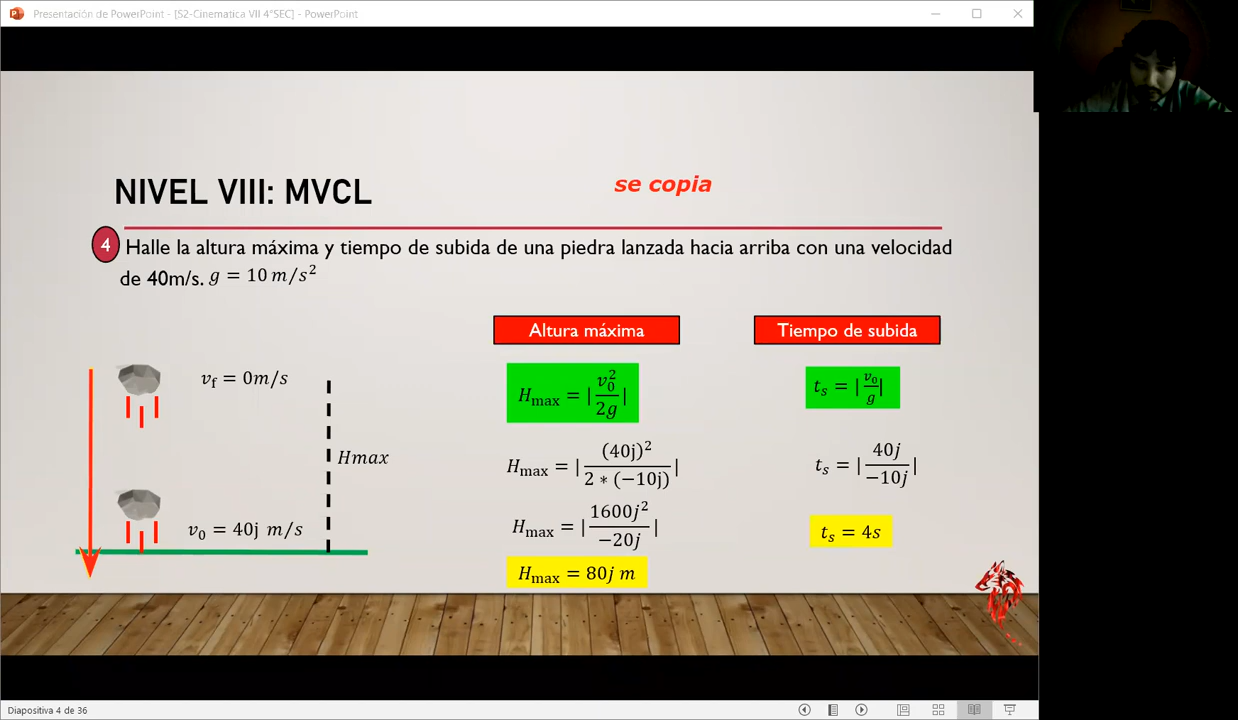 Presentación de PowerPoint - [S2-Cinematica VII 4°SEC] - PowerPoint
NIVEL VIII: MVCL
se copia
4 Halle la altura máxima y tiempo de subida de una piedra lanzada hacia arriba con una velocidad
de 40m/s. g = 10 m/s²
Altura máxima
Tiempo de subida
v_f = 0m/s
Hmax
v_0 = 40j m/s
H_max = |v_0²/2g|
H_max = |(40j)²/2 ∗ (−10j)|
H_max = |1600j²/−20j|
H_max = 80j m
t_s = |v_0/g|
t_s = |40j/−10j|
t_s = 4s
Diapositiva 4 de 36